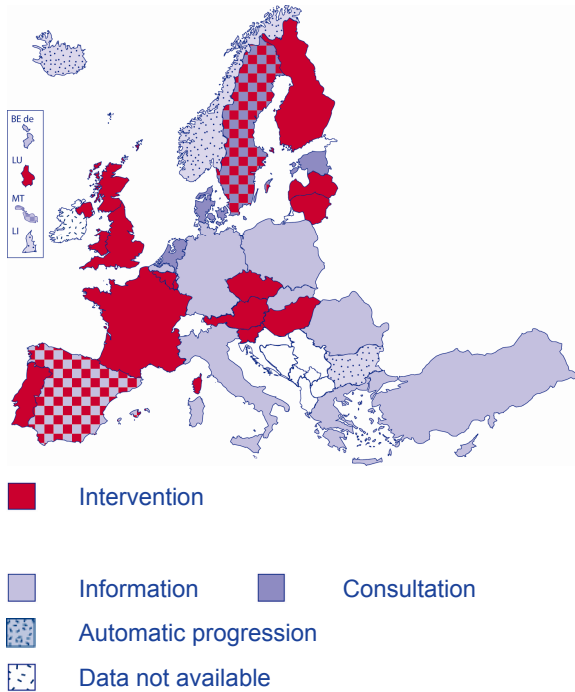 BE de
LU
MT
LI
Intervention
Information
Consultation
Automatic progression
Data not available